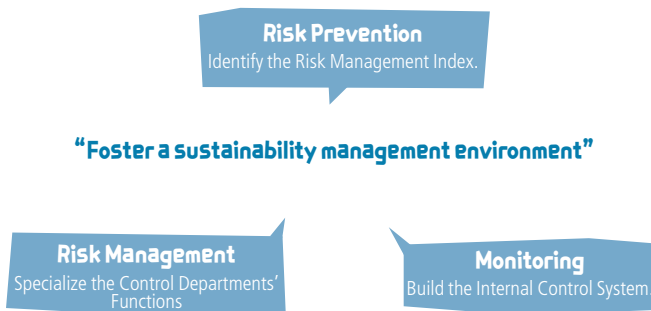 Risk Prevention
Identify the Risk Management Index.
“Foster a sustainability management environment”
Risk Management
Specialize the Control Departments’
Functions
Monitoring
Build the Internal Control System.